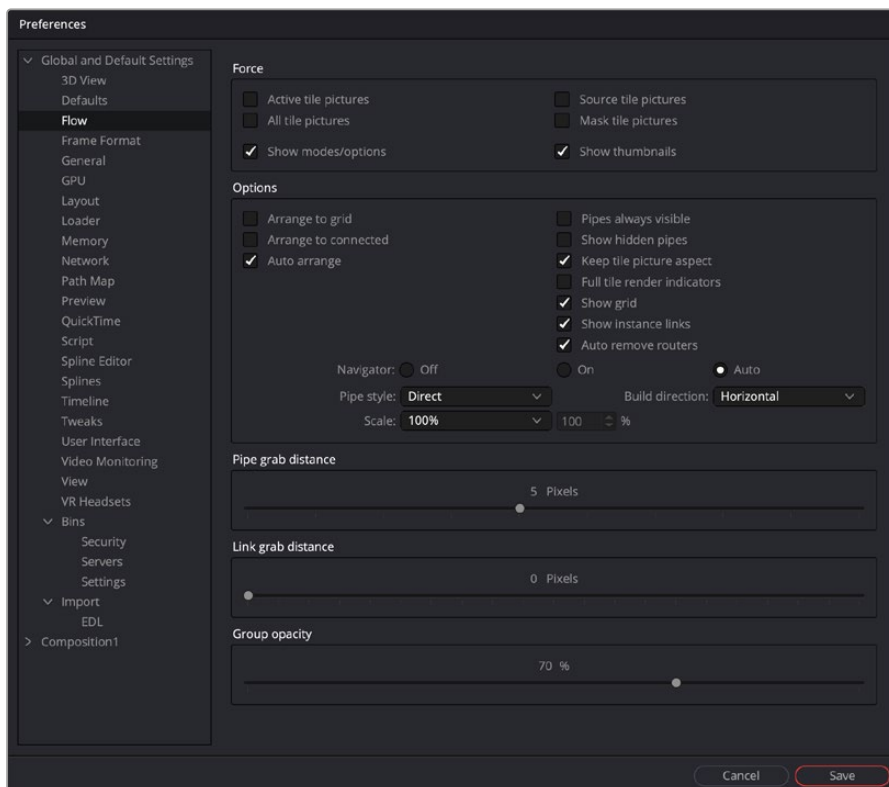 Preferences
Global and Default Settings
3D View
Defaults
Flow
Frame Format
General
GPU
Layout
Loader
Memory
Network
Path Map
Preview
QuickTime
Script
Spline Editor
Splines
Timeline
Tweaks
User Interface
Video Monitoring
View
VR Headsets
Bins
Security
Servers
Settings
Import
EDL
Composition1
Force
Active tile pictures
Source tile pictures
All tile pictures
Mask tile pictures
Show modes/options
Show thumbnails
Options
Arrange to grid
Pipes always visible
Arrange to connected
Show hidden pipes
Auto arrange
Keep tile picture aspect
Full tile render indicators
Show grid
Show instance links
Auto remove routers
Navigator: Off On Auto
Pipe style: Direct Build direction: Horizontal
Scale: 100% 100 %
Pipe grab distance
5 Pixels
Link grab distance
0 Pixels
Group opacity
70 %
Cancel Save